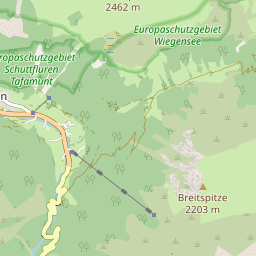 2462 m
Europaschutzgebiet
Wiegensee
Europaschutzgebiet
Schuttfluren
Tafamunt
n
Breitspitze
2203 m